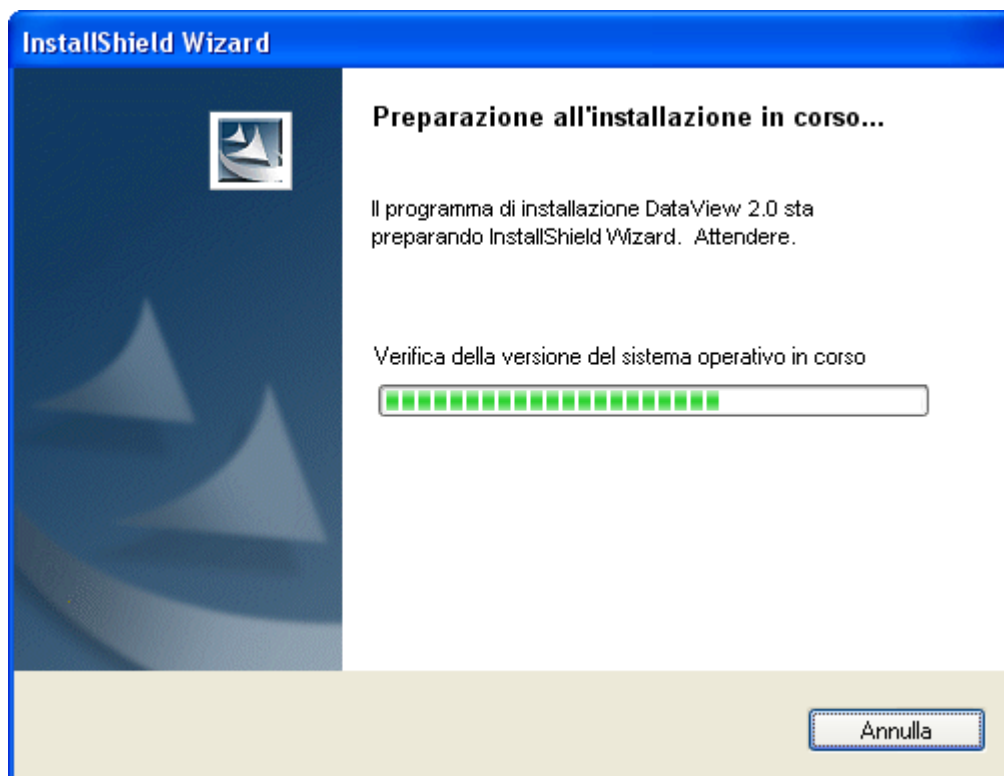 InstallShield Wizard
Preparazione all'installazione in corso...
Il programma di installazione DataView 2.0 sta
preparando InstallShield Wizard.  Attendere.
Verifica della versione del sistema operativo in corso
Annulla